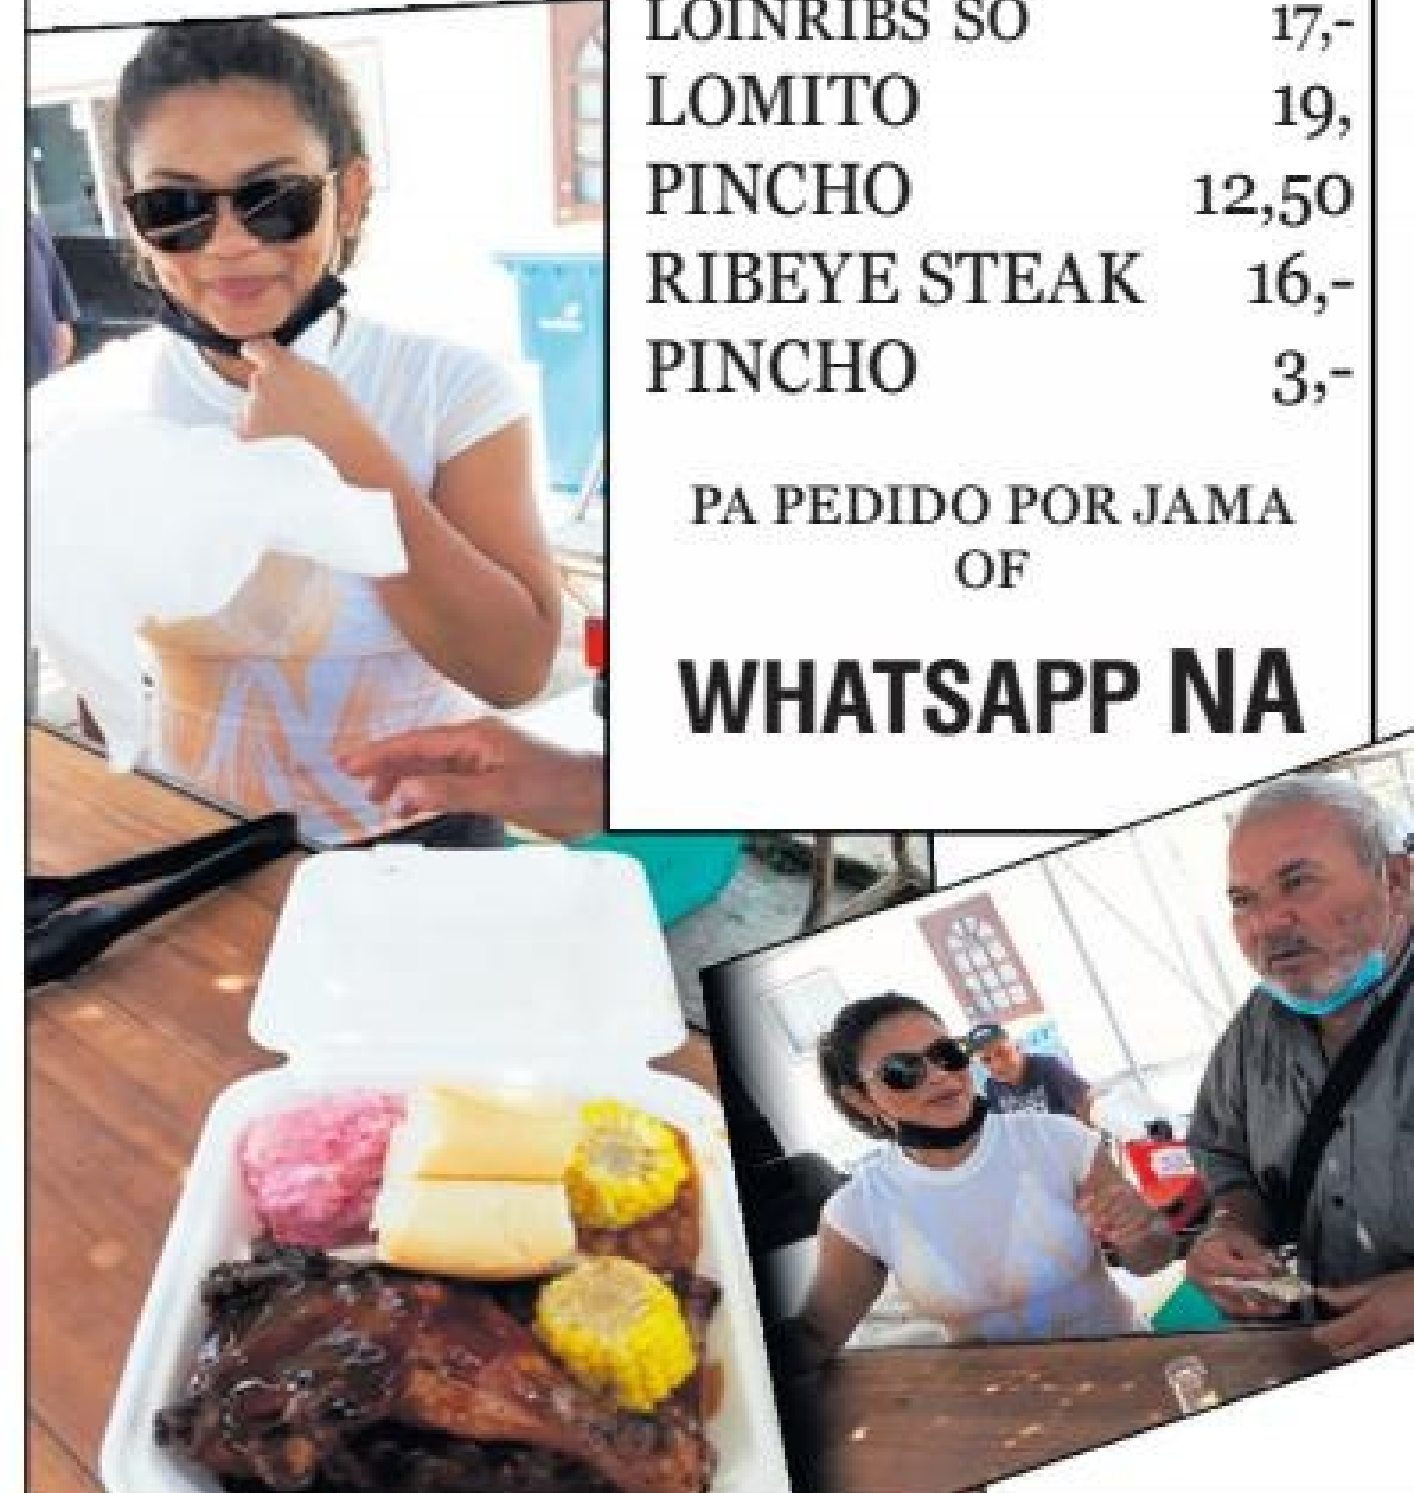 LOINRIBS SO 17,-
LOMITO 19,
PINCHO 12,50
RIBEYE STEAK 16,-
PINCHO 3,-
PA PEDIDO POR JAMA
OF
WHATSAPP NA